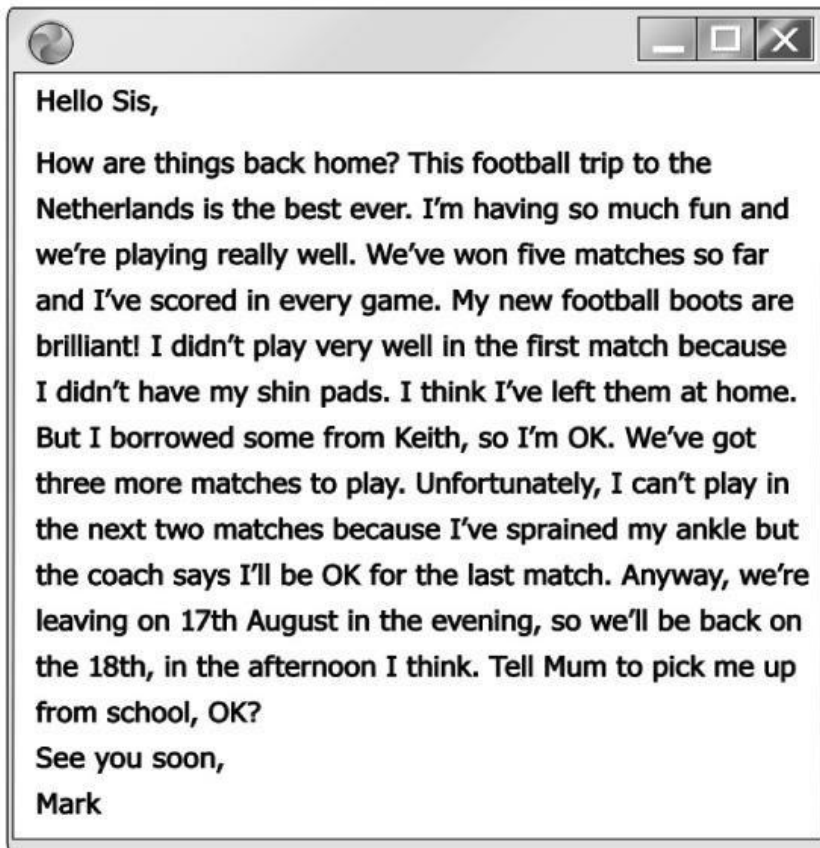 Hello Sis,
How are things back home? This football trip to the
Netherlands is the best ever. I’m having so much fun and
we’re playing really well. We’ve won five matches so far
and I’ve scored in every game. My new football boots are
brilliant! I didn’t play very well in the first match because
I didn’t have my shin pads. I think I’ve left them at home.
But I borrowed some from Keith, so I’m OK. We’ve got
three more matches to play. Unfortunately, I can’t play in
the next two matches because I’ve sprained my ankle but
the coach says I’ll be OK for the last match. Anyway, we’re
leaving on 17th August in the evening, so we’ll be back on
the 18th, in the afternoon I think. Tell Mum to pick me up
from school, OK?
See you soon,
Mark